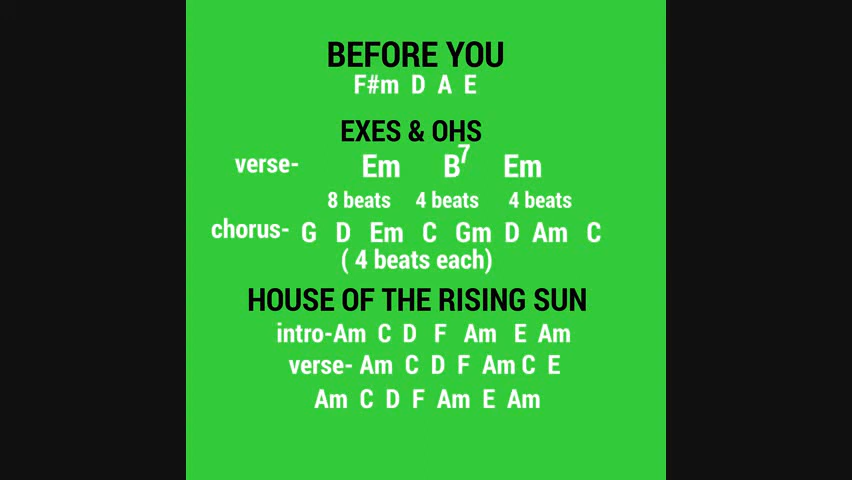 BEFORE YOU
F#m D A E
EXES & OHS
verse- Em B7 Em
8 beats 4 beats 4 beats
chorus- G D Em C Gm D Am C
( 4 beats each)
HOUSE OF THE RISING SUN
intro-Am C D F Am E Am
verse- Am C D F Am C E
Am C D F Am E Am